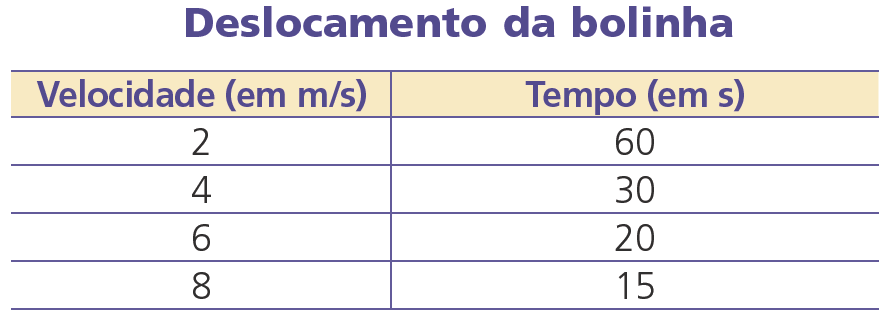 Deslocamento da bolinha
Velocidade (em m/s) Tempo (em s)
2 60
4 30
6 20
8 15